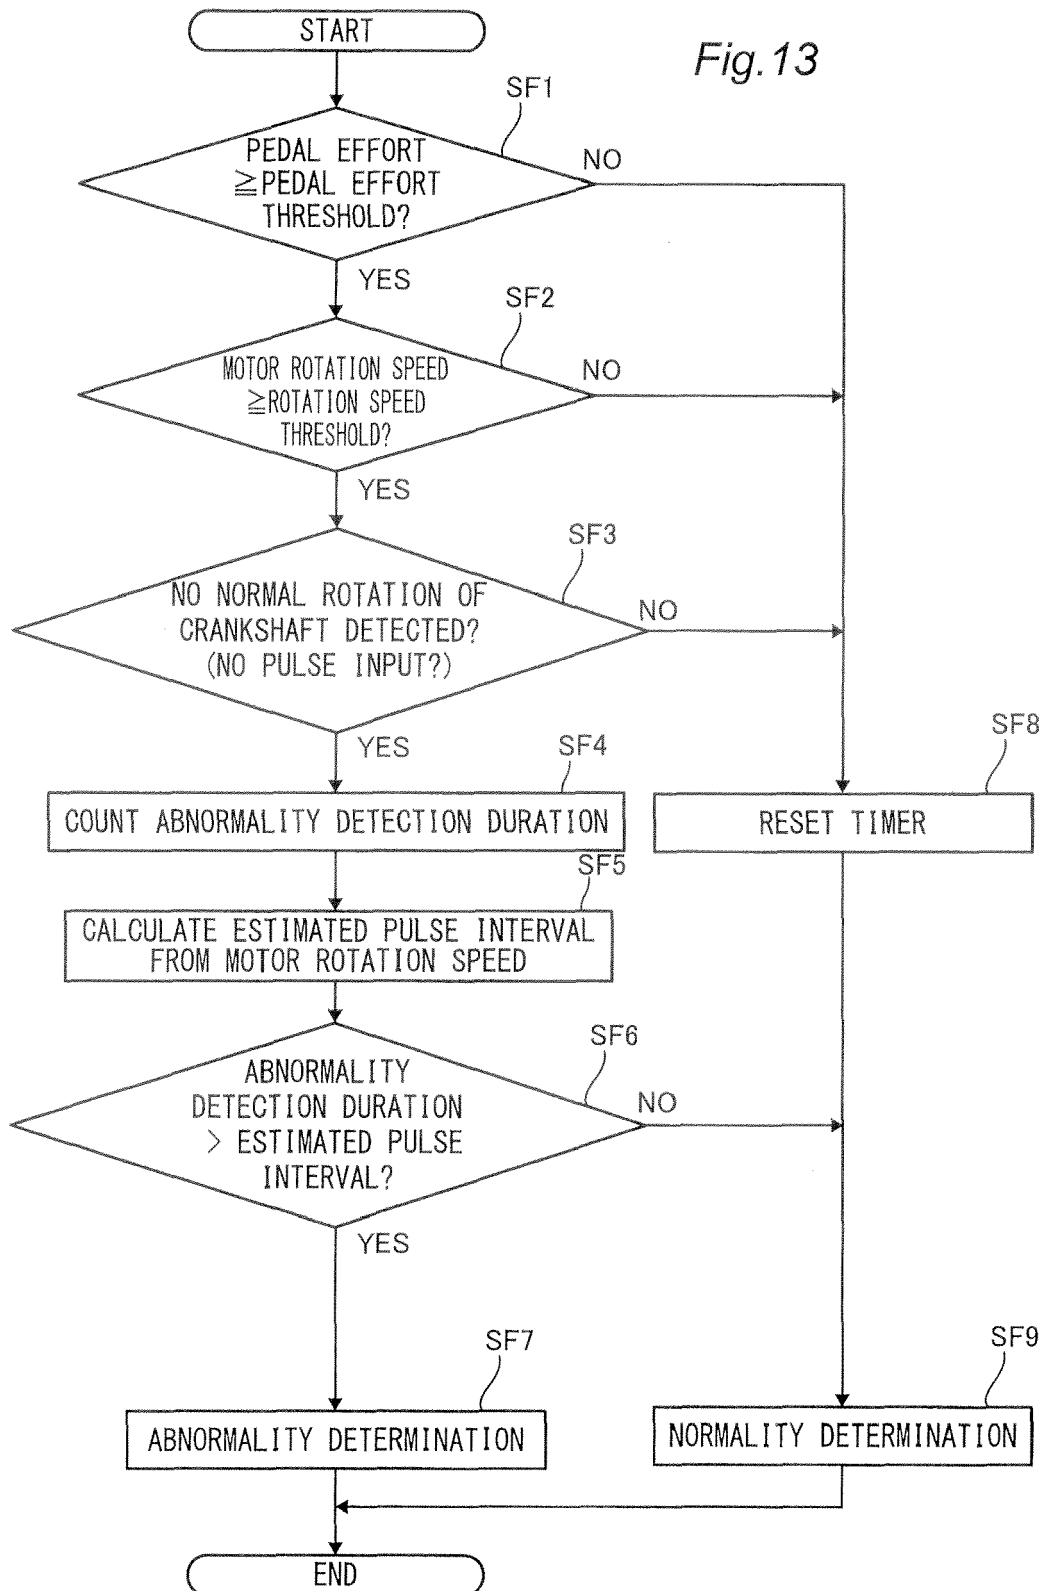 START
Fig.13
SF1
PEDAL EFFORT
≧PEDAL EFFORT
THRESHOLD?
NO
YES
SF2
MOTOR ROTATION SPEED
≧ROTATION SPEED
THRESHOLD?
NO
YES
SF3
NO NORMAL ROTATION OF
CRANKSHAFT DETECTED?
(NO PULSE INPUT?)
NO
YES
SF4
COUNT ABNORMALITY DETECTION DURATION
SF8
RESET TIMER
SF5
CALCULATE ESTIMATED PULSE INTERVAL
FROM MOTOR ROTATION SPEED
SF6
ABNORMALITY
DETECTION DURATION
> ESTIMATED PULSE
INTERVAL?
NO
YES
SF7
ABNORMALITY DETERMINATION
SF9
NORMALITY DETERMINATION
END